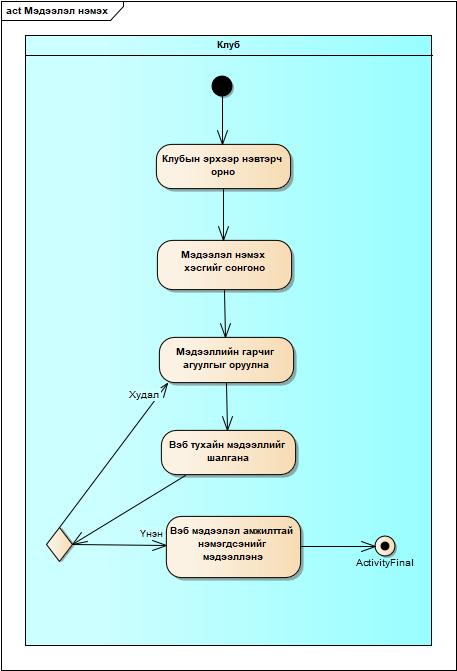 act Мэдээлэл нэмэх
Клуб
Клубын эрхээр нэвтэрч
орно
Мэдээлэл нэмэх
хэсгийг сонгоно
Мэдээллийн гарчиг
агуулгыг оруулна
Худал
Вэб тухайн мэдээллийг
шалгана
Үнэн
Вэб мэдээлэл амжилттай
нэмэгдсэнийг
мэдээллэнэ
ActivityFinal